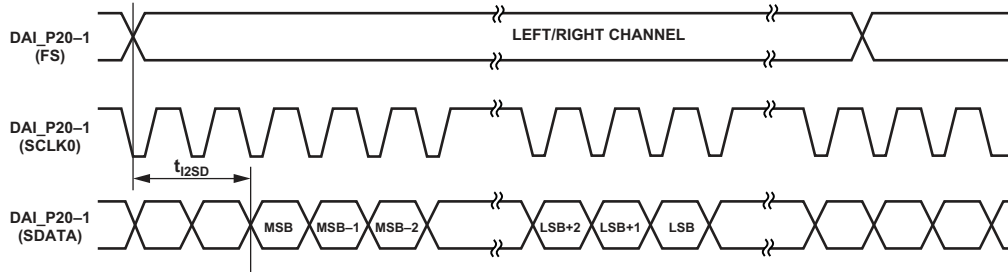 DAI_P20–1
(FS)
LEFT/RIGHT CHANNEL
DAI_P20–1
(SCLK0)
tI2SD
DAI_P20–1
(SDATA)
MSB MSB–1 MSB–2 LSB+2 LSB+1 LSB